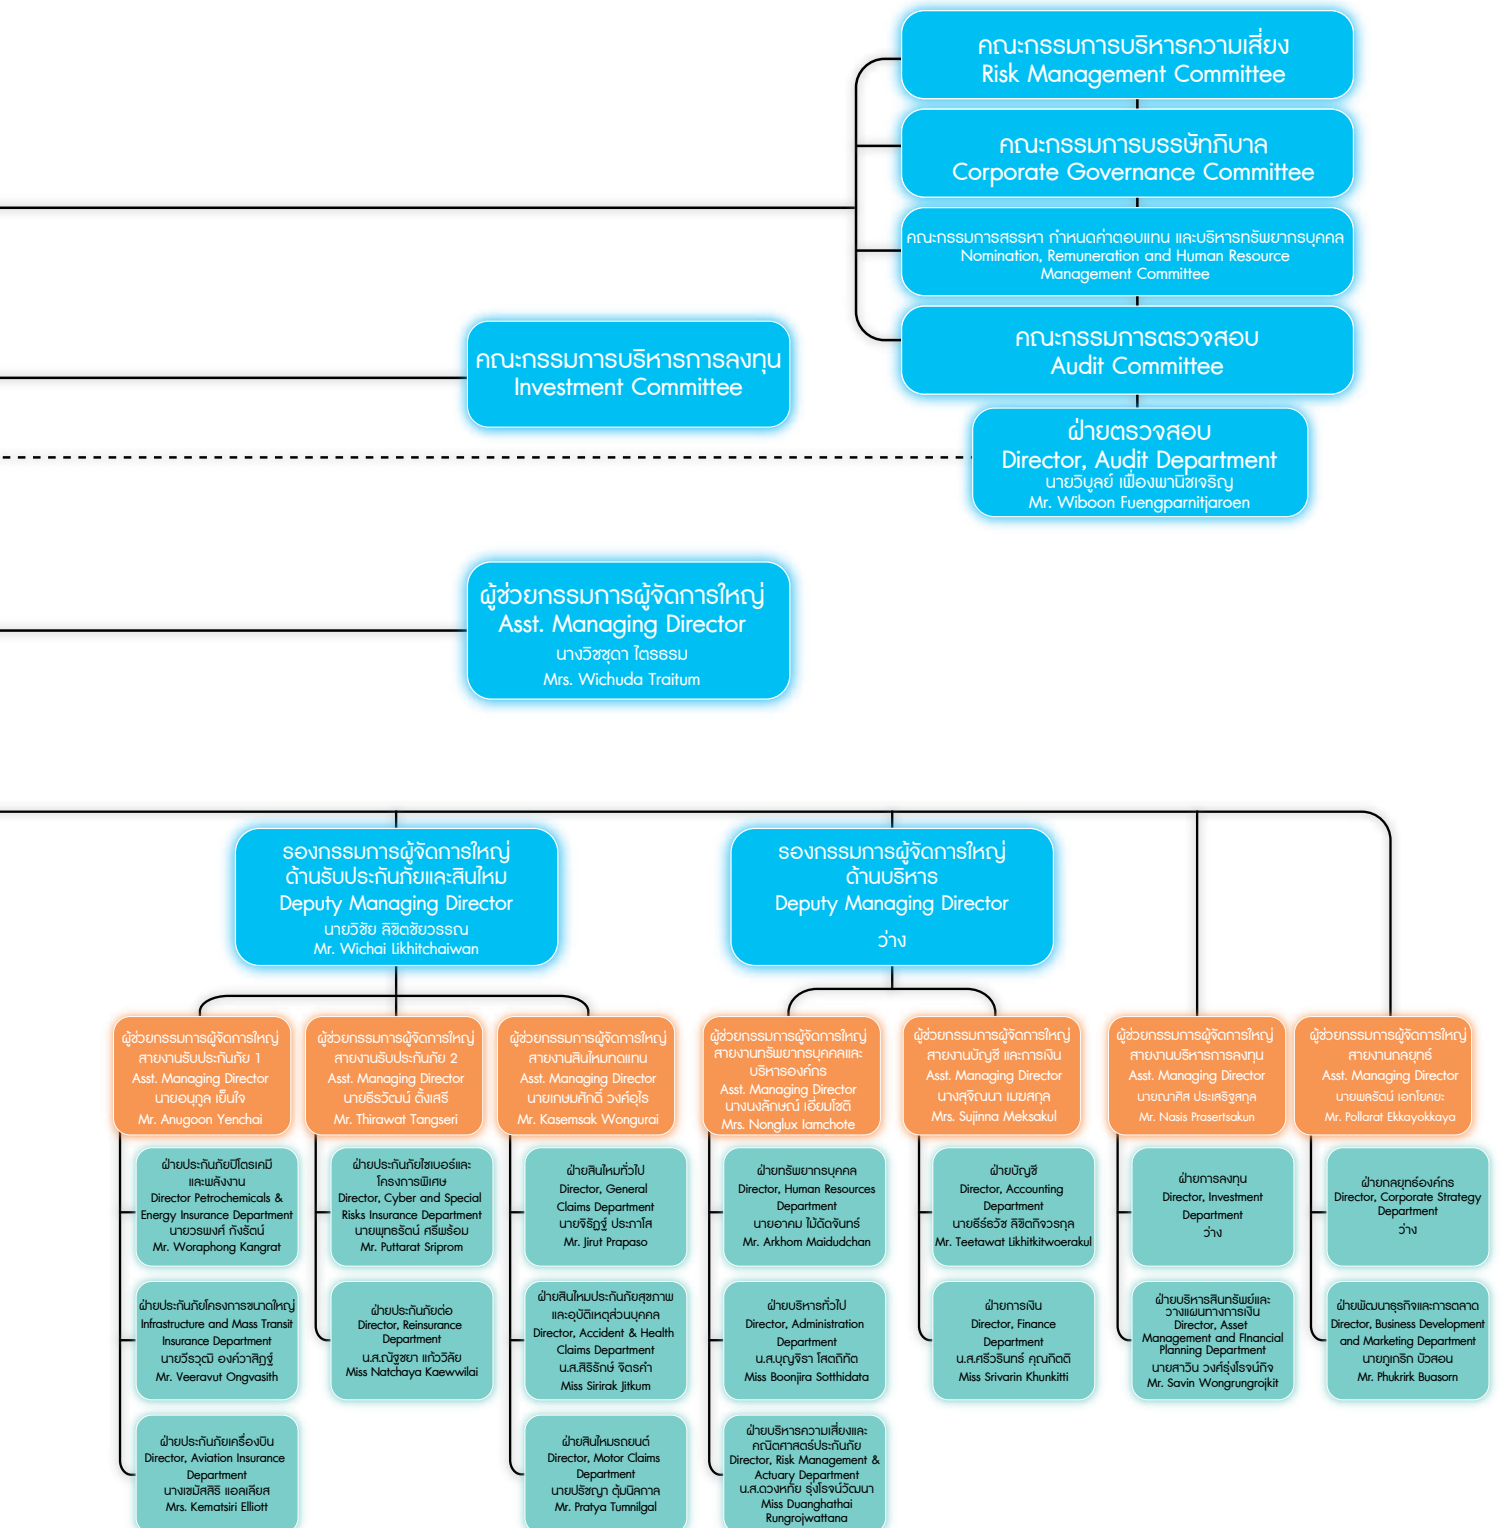 คณะกรรมการบริหารความเสี่ยง
Risk Management Committee
คณะกรรมการบรรษัทภิบาล
Corporate Governance Committee
คณะกรรมการสรรหา กำหนดค่าตอบแทน และบริหารทรัพยากรบุคคล
Nomination, Remuneration and Human Resource
Management Committee
คณะกรรมการตรวจสอบ
Audit Committee
คณะกรรมการบริหารการลงทุน
Investment Committee
ฝ่ายตรวจสอบ
Director, Audit Department
นายวิบูลย์ เฟื่องพานิชเจริญ
Mr. Wiboon Fuengparnitjaroen
ผู้ช่วยกรรมการผู้จัดการใหญ่
Asst. Managing Director
นางวิชชุดา ไตรธรรม
Mrs. Wichuda Traitum
รองกรรมการผู้จัดการใหญ่
ด้านรับประกันภัยและสินไหม
Deputy Managing Director
นายวิชัย ลิขิตชัยวรรณ
Mr. Wichai Likhitchaiwan
รองกรรมการผู้จัดการใหญ่
ด้านบริหาร
Deputy Managing Director
ว่าง
ผู้ช่วยกรรมการผู้จัดการใหญ่
สายงานรับประกันภัย 1
Asst. Managing Director
นายอนุกูล เย็นใจ
Mr. Anugoon Yenchai
ผู้ช่วยกรรมการผู้จัดการใหญ่
สายงานรับประกันภัย 2
Asst. Managing Director
นายธีรวัฒน์ ตั้งเสรี
Mr. Thirawat Tangseri
ผู้ช่วยกรรมการผู้จัดการใหญ่
สายงานสินไหมทดแทน
Asst. Managing Director
นายเกษมศักดิ์ วงศ์อุไร
Mr. Kasemsak Wongurai
ผู้ช่วยกรรมการผู้จัดการใหญ่
สายงานทรัพยากรบุคคลและ
บริหารองค์กร
Asst. Managing Director
นางนงลักษณ์ เอี่ยมโชติ
Mrs. Nonglux Iamchote
ผู้ช่วยกรรมการผู้จัดการใหญ่
สายงานบัญชี และการเงิน
Asst. Managing Director
นางสุจิณนา เมฆสกุล
Mrs. Sujinna Meksakul
ผู้ช่วยกรรมการผู้จัดการใหญ่
สายงานบริหารการลงทุน
Asst. Managing Director
นายณาศิส ประเสริฐสกุล
Mr. Nasis Prasertsakun
ผู้ช่วยกรรมการผู้จัดการใหญ่
สายงานกลยุทธ์
Asst. Managing Director
นายพลรัตน์ เอกโยคยะ
Mr. Pollarat Ekkayokkaya
ฝ่ายประกันภัยปิโตรเคมี
และพลังงาน
Director Petrochemicals &
Energy Insurance Department
นายวรพงศ์ กังรัตน์
Mr. Woraphong Kangrat
ฝ่ายประกันภัยไซเบอร์และ
โครงการพิเศษ
Director, Cyber and Special
Risks Insurance Department
นายพุทธรัตน์ ศรีพร้อม
Mr. Puttarat Sriprom
ฝ่ายสินไหมทั่วไป
Director, General
Claims Department
นายจิรัฏฐ์ ประภาโส
Mr. Jirut Prapaso
ฝ่ายทรัพยากรบุคคล
Director, Human Resources
Department
นายอาคม ไม้ดัดจันทร์
Mr. Arkhom Maidudchan
ฝ่ายบัญชี
Director, Accounting
Department
นายธีร์ธวัช ลิขิตกิจวรกุล
Mr. Teetawat Likhitkitwoerakul
ฝ่ายการลงทุน
Director, Investment
Department
ว่าง
ฝ่ายกลยุทธ์องค์กร
Director, Corporate Strategy
Department
ว่าง
ฝ่ายประกันภัยโครงการขนาดใหญ่
Infrastructure and Mass Transit
Insurance Department
นายวีรวุฒิ องค์วาสิฏฐ์
Mr. Veeravut Ongvasith
ฝ่ายประกันภัยต่อ
Director, Reinsurance
Department
น.ส.ณัฐชยา แก้ววิลัย
Miss Natchaya Kaewwilai
ฝ่ายสินไหมประกันภัยสุขภาพ
และอุบัติเหตุส่วนบุคคล
Director, Accident & Health
Claims Department
น.ส.สิริรักษ์ จิตรคำ
Miss Sirirak Jitkum
ฝ่ายบริหารทั่วไป
Director, Administration
Department
น.ส.บุญจิรา โสตถิทัต
Miss Boonjira Sotthidata
ฝ่ายการเงิน
Director, Finance
Department
น.ส.ศรีวรินทร์ คุณกิตติ
Miss Srivarin Khunkitti
ฝ่ายบริหารสินทรัพย์และ
วางแผนทางการเงิน
Director, Asset
Management and FInancial
Planning Department
นายสาวิน วงศ์รุ่งโรจน์กิจ
Mr. Savin Wongrungrojkit
ฝ่ายพัฒนาธุรกิจและการตลาด
Director, Business Development
and Marketing Department
นายภูเกริก บัวสอน
Mr. Phukrirk Buasorn
ฝ่ายประกันภัยเครื่องบิน
Director, Aviation Insurance
Department
นางเขมัสสิริ แอลเลียส
Mrs. Kematsiri Elliott
ฝ่ายสินไหมรถยนต์
Director, Motor Claims
Department
นายปรัชญา ตุ้มนิลกาล
Mr. Pratya Tumnilgal
ฝ่ายบริหารความเสี่ยงและ
คณิตศาสตร์ประกันภัย
Director, Risk Management &
Actuary Department
น.ส.ดวงหทัย รุ่งโรจน์วัฒนา
Miss Duanghathai
Rungrojwattana